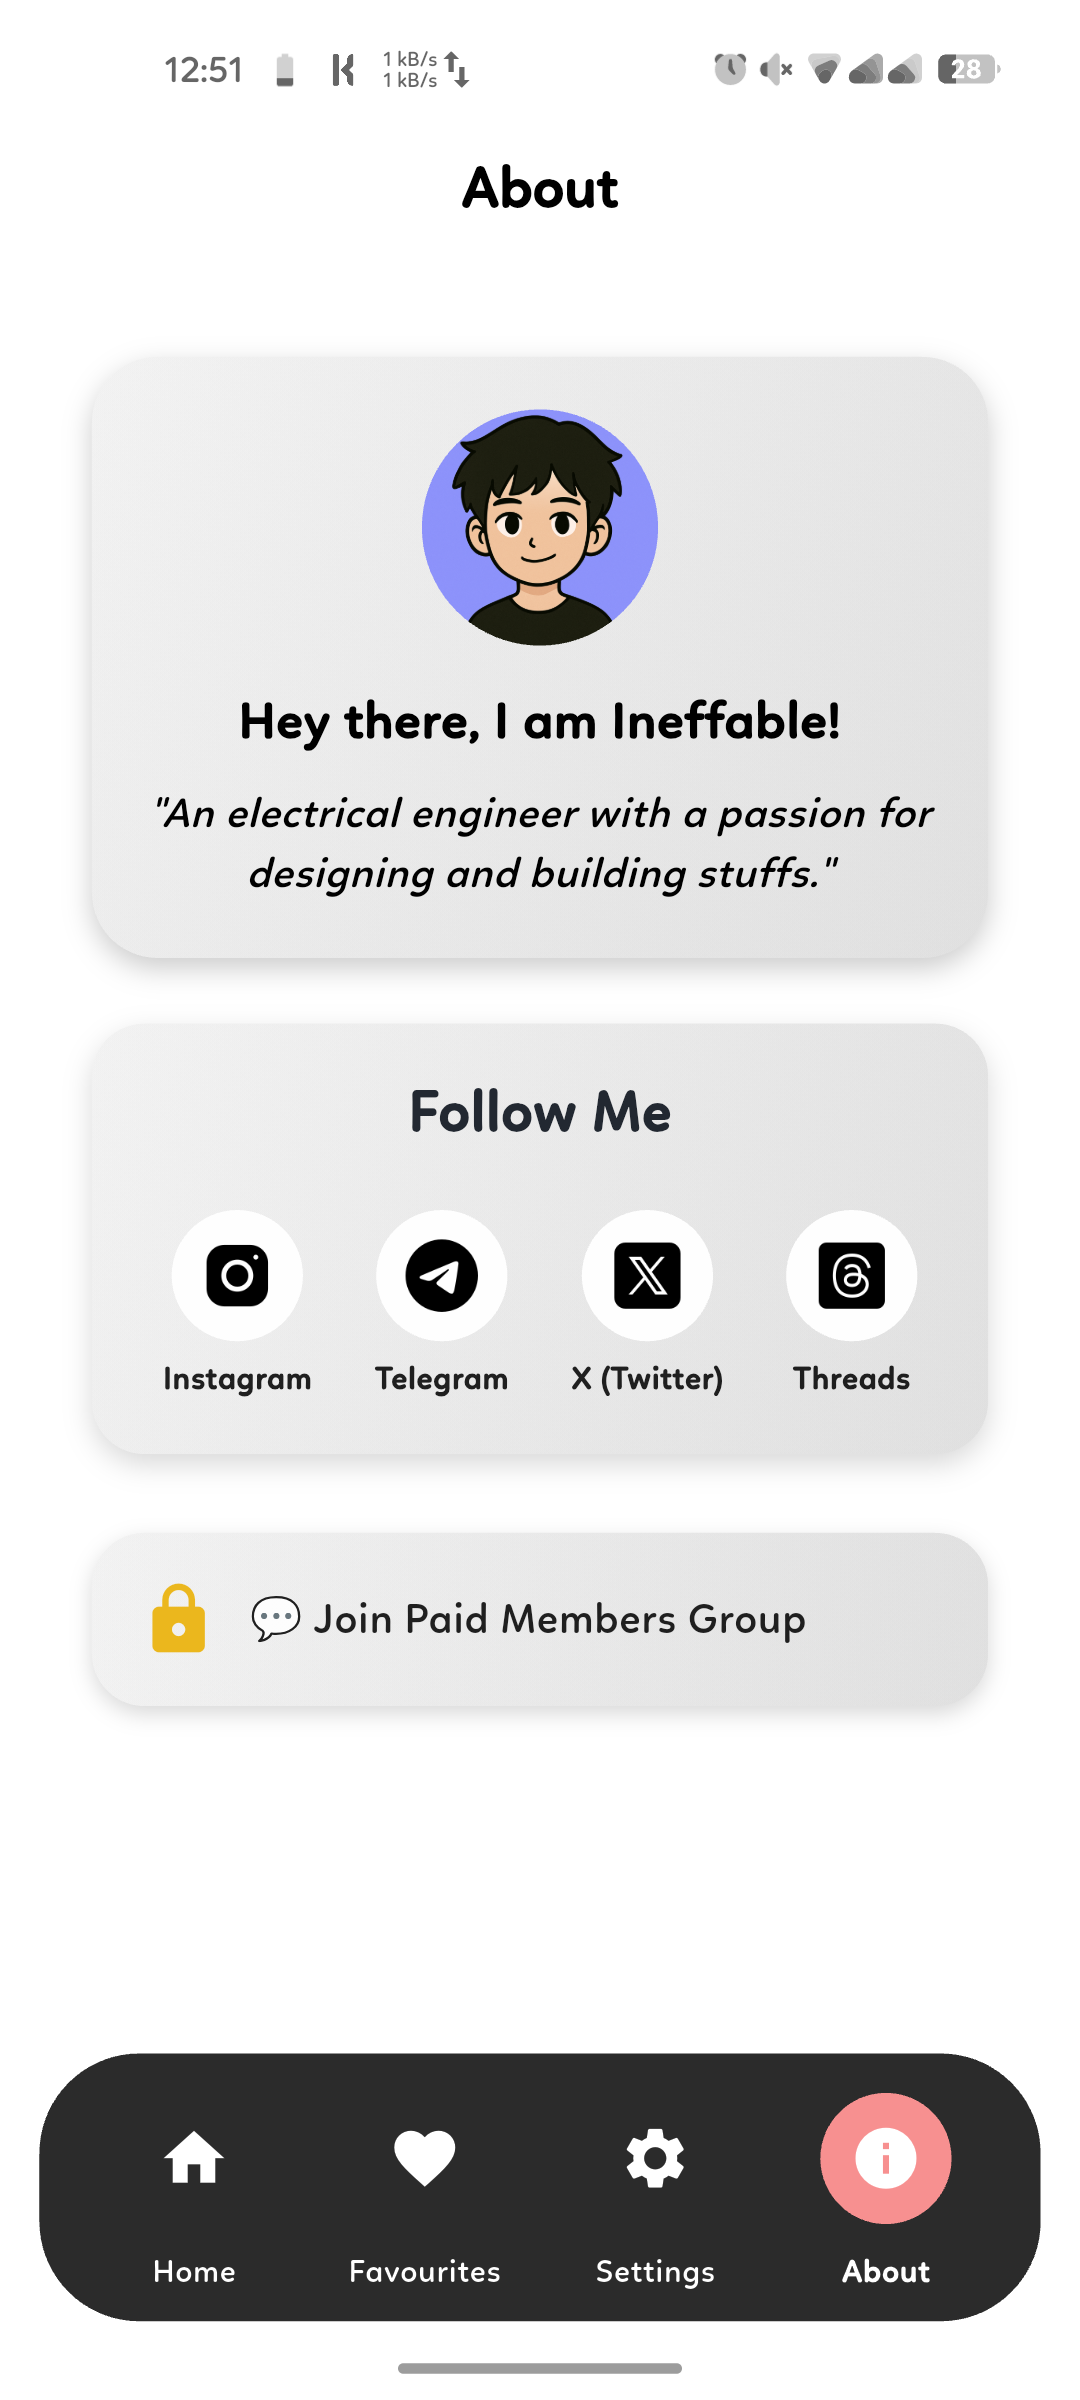 12:51
1 kB/s
1 kB/s
28
About
Hey there, I am Ineffable!
"An electrical engineer with a passion for
designing and building stuffs."
Follow Me
Instagram Telegram X (Twitter) Threads
💬 Join Paid Members Group
Home Favourites Settings About